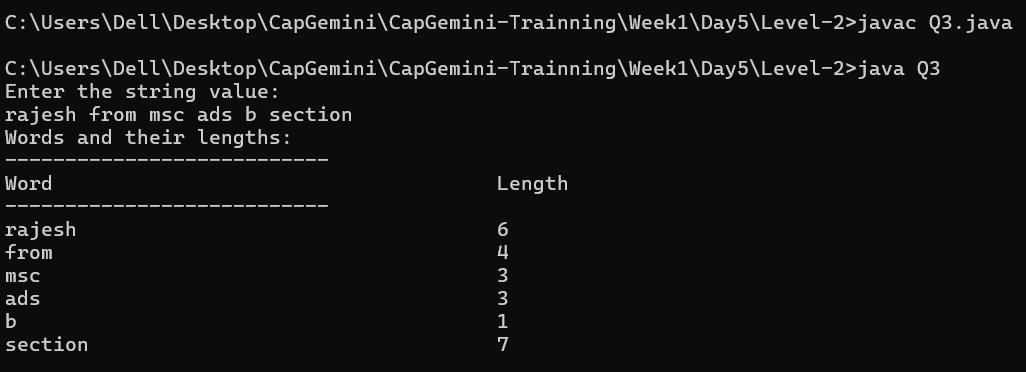 C:\Users\Dell\Desktop\CapGemini\CapGemini-Trainning\Week1\Day5\Level-2>javac Q3.java
C:\Users\Dell\Desktop\CapGemini\CapGemini-Trainning\Week1\Day5\Level-2>java Q3
Enter the string value:
rajesh from msc ads b section
Words and their lengths:
---------------------------
Word Length
---------------------------
rajesh 6
from 4
msc 3
ads 3
b 1
section 7